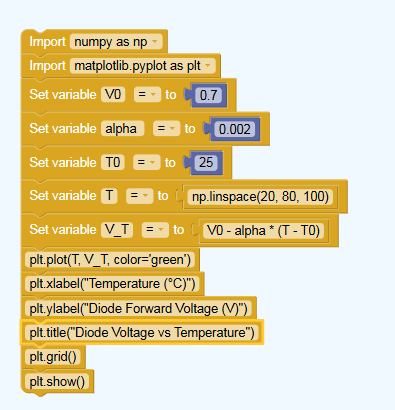 Import numpy as np
Import matplotlib.pyplot as plt
Set variable V0 = to 0.7
Set variable alpha = to 0.002
Set variable T0 = to 25
Set variable T = to np.linspace(20, 80, 100)
Set variable V_T = to V0 - alpha * (T - T0)
plt.plot(T, V_T, color='green')
plt.xlabel("Temperature (°C)")
plt.ylabel("Diode Forward Voltage (V)")
plt.title("Diode Voltage vs Temperature")
plt.grid()
plt.show()